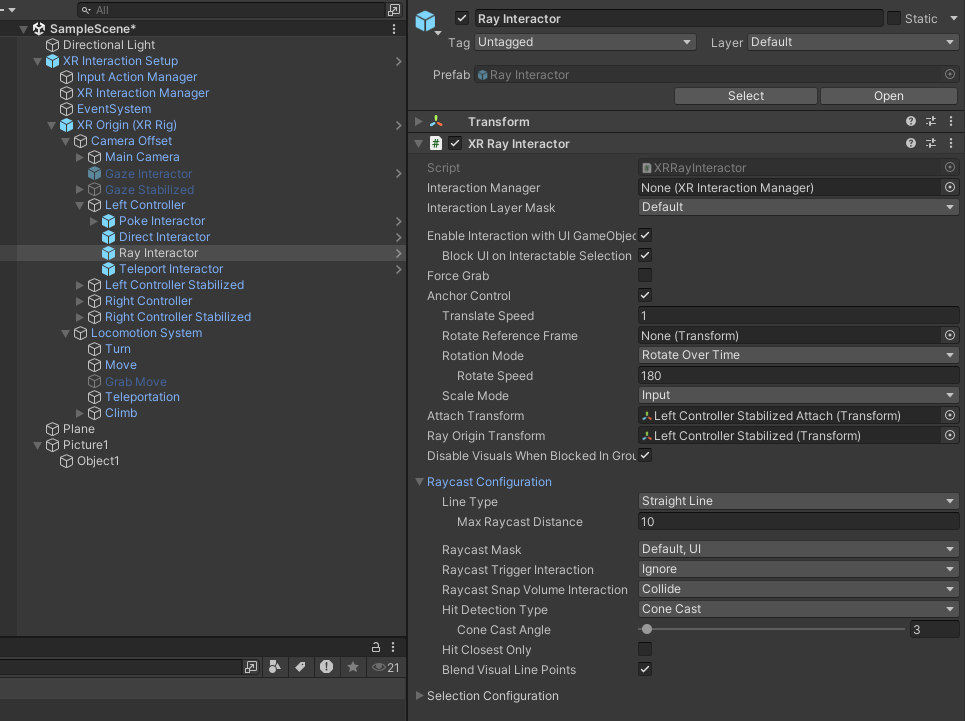 All
SampleScene*
Directional Light
XR Interaction Setup
Input Action Manager
XR Interaction Manager
EventSystem
XR Origin (XR Rig)
Camera Offset
Main Camera
Gaze Interactor
Gaze Stabilized
Left Controller
Poke Interactor
Direct Interactor
Ray Interactor
Teleport Interactor
Left Controller Stabilized
Right Controller
Right Controller Stabilized
Locomotion System
Turn
Move
Grab Move
Teleportation
Climb
Plane
Picture1
Object1
21
Ray Interactor Static
Tag Untagged Layer Default
Prefab Ray Interactor
Select Open
Transform
# XR Ray Interactor
Script # XRRayInteractor
Interaction Manager None (XR Interaction Manager)
Interaction Layer Mask Default
Enable Interaction with UI GameObjec
Block UI on Interactable Selection
Force Grab
Anchor Control
Translate Speed 1
Rotate Reference Frame None (Transform)
Rotation Mode Rotate Over Time
Rotate Speed 180
Scale Mode Input
Attach Transform Left Controller Stabilized Attach (Transform)
Ray Origin Transform Left Controller Stabilized (Transform)
Disable Visuals When Blocked In Grou
Raycast Configuration
Line Type Straight Line
Max Raycast Distance 10
Raycast Mask Default, UI
Raycast Trigger Interaction Ignore
Raycast Snap Volume Interaction Collide
Hit Detection Type Cone Cast
Cone Cast Angle 3
Hit Closest Only
Blend Visual Line Points
Selection Configuration